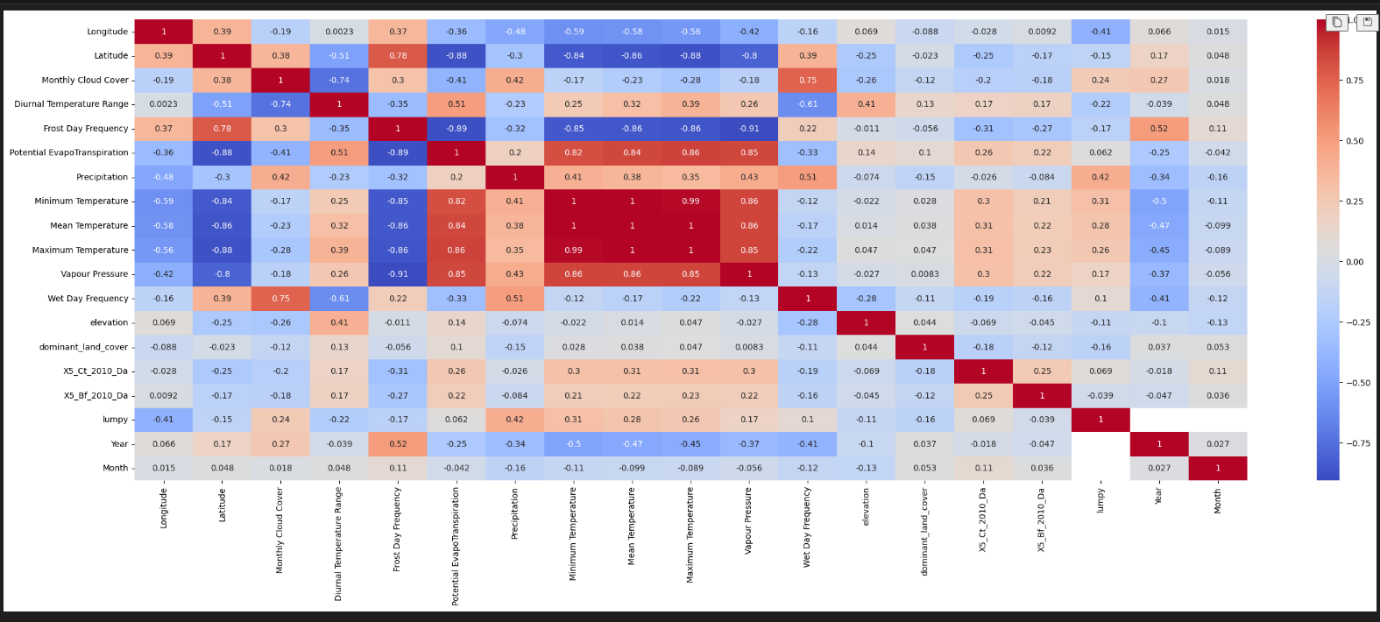 Longitude 1 0.39 -0.19 0.0023 0.37 -0.36 -0.48 -0.59 -0.58 -0.56 -0.42 -0.16 0.069 -0.088 -0.028 0.0092 -0.41 0.066 0.015
Latitude 0.39 1 0.38 -0.51 0.78 -0.88 -0.3 -0.84 -0.86 -0.88 -0.8 0.39 -0.25 -0.023 -0.25 -0.17 -0.15 0.17 0.048
Monthly Cloud Cover -0.19 0.38 1 -0.74 0.3 -0.41 0.42 -0.17 -0.23 -0.28 -0.18 0.75 -0.26 -0.12 -0.2 -0.18 0.24 0.27 0.018
0.75
Diurnal Temperature Range 0.0023 -0.51 -0.74 1 -0.35 0.51 -0.23 0.25 0.32 0.39 0.26 -0.61 0.41 0.13 0.17 0.17 -0.22 -0.039 0.048
Frost Day Frequency 0.37 0.78 0.3 -0.35 1 -0.89 -0.32 -0.85 -0.86 -0.86 -0.91 0.22 -0.011 -0.056 -0.31 -0.27 -0.17 0.52 0.11
0.50
Potential EvapoTranspiration -0.36 -0.88 -0.41 0.51 -0.89 1 0.2 0.82 0.84 0.86 0.85 -0.33 0.14 0.1 0.26 0.22 0.062 -0.25 -0.042
Precipitation -0.48 -0.3 0.42 -0.23 -0.32 0.2 1 0.41 0.38 0.35 0.43 0.51 -0.074 -0.15 -0.026 -0.084 0.42 -0.34 -0.16
Minimum Temperature -0.59 -0.84 -0.17 0.25 -0.85 0.82 0.41 1 1 0.99 0.86 -0.12 -0.022 0.028 0.3 0.21 0.31 -0.5 -0.11
0.25
Mean Temperature -0.58 -0.86 -0.23 0.32 -0.86 0.84 0.38 1 1 1 0.86 -0.17 0.014 0.038 0.31 0.22 0.28 -0.47 -0.099
Maximum Temperature -0.56 -0.88 -0.28 0.39 -0.86 0.86 0.35 0.99 1 1 0.85 -0.22 0.047 0.047 0.31 0.23 0.26 -0.45 -0.089
0.00
Vapour Pressure -0.42 -0.8 -0.18 0.26 -0.91 0.85 0.43 0.86 0.86 0.85 1 -0.13 -0.027 0.0083 0.3 0.22 0.17 -0.37 -0.056
Wet Day Frequency -0.16 0.39 0.75 -0.61 0.22 -0.33 0.51 -0.12 -0.17 -0.22 -0.13 1 -0.28 -0.11 -0.19 -0.16 0.1 -0.41 -0.12
elevation 0.069 -0.25 -0.26 0.41 -0.011 0.14 -0.074 -0.022 0.014 0.047 -0.027 -0.28 1 0.044 -0.069 -0.045 -0.11 -0.1 -0.13
−0.25
dominant_land_cover -0.088 -0.023 -0.12 0.13 -0.056 0.1 -0.15 0.028 0.038 0.047 0.0083 -0.11 0.044 1 -0.18 -0.12 -0.16 0.037 0.053
X5_Ct_2010_Da -0.028 -0.25 -0.2 0.17 -0.31 0.26 -0.026 0.3 0.31 0.31 0.3 -0.19 -0.069 -0.18 1 0.25 0.069 -0.018 0.11
−0.50
X5_Bf_2010_Da 0.0092 -0.17 -0.18 0.17 -0.27 0.22 -0.084 0.21 0.22 0.23 0.22 -0.16 -0.045 -0.12 0.25 1 -0.039 -0.047 0.036
lumpy -0.41 -0.15 0.24 -0.22 -0.17 0.062 0.42 0.31 0.28 0.26 0.17 0.1 -0.11 -0.16 0.069 -0.039 1
Year 0.066 0.17 0.27 -0.039 0.52 -0.25 -0.34 -0.5 -0.47 -0.45 -0.37 -0.41 -0.1 0.037 -0.018 -0.047 1 0.027
−0.75
Month 0.015 0.048 0.018 0.048 0.11 -0.042 -0.16 -0.11 -0.099 -0.089 -0.056 -0.12 -0.13 0.053 0.11 0.036 0.027 1
Longitude
Latitude
Monthly Cloud Cover
Diurnal Temperature Range
Frost Day Frequency
Potential EvapoTranspiration
Precipitation
Minimum Temperature
Mean Temperature
Maximum Temperature
Vapour Pressure
Wet Day Frequency
elevation
dominant_land_cover
X5_Ct_2010_Da
X5_Bf_2010_Da
lumpy
Year
Month